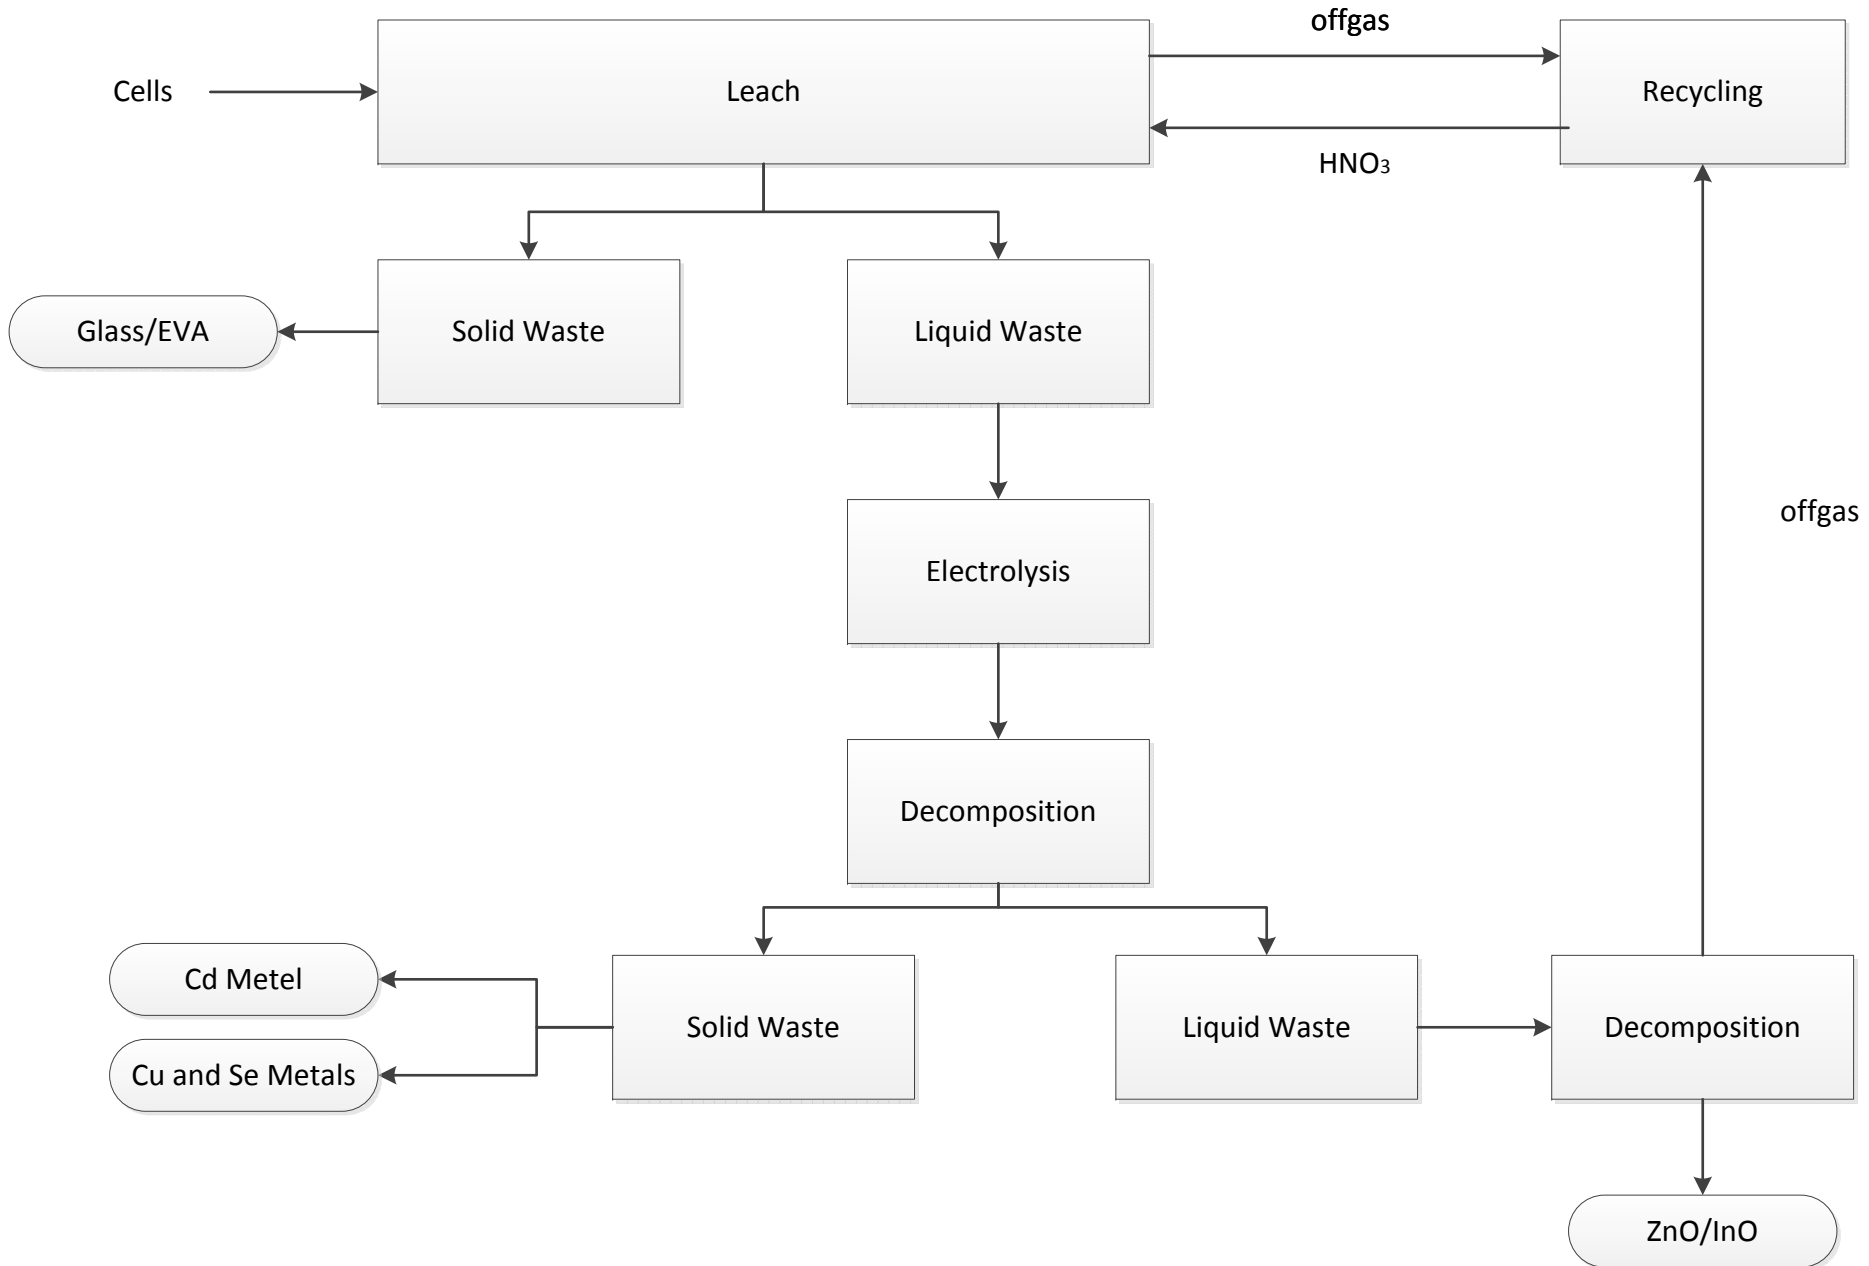 offgas
Cells
Leach
Recycling
HNO3
Glass/EVA
Solid Waste
Liquid Waste
offgas
Electrolysis
Decomposition
Cd Metel
Solid Waste
Liquid Waste
Decomposition
Cu and Se Metals
ZnO/InO